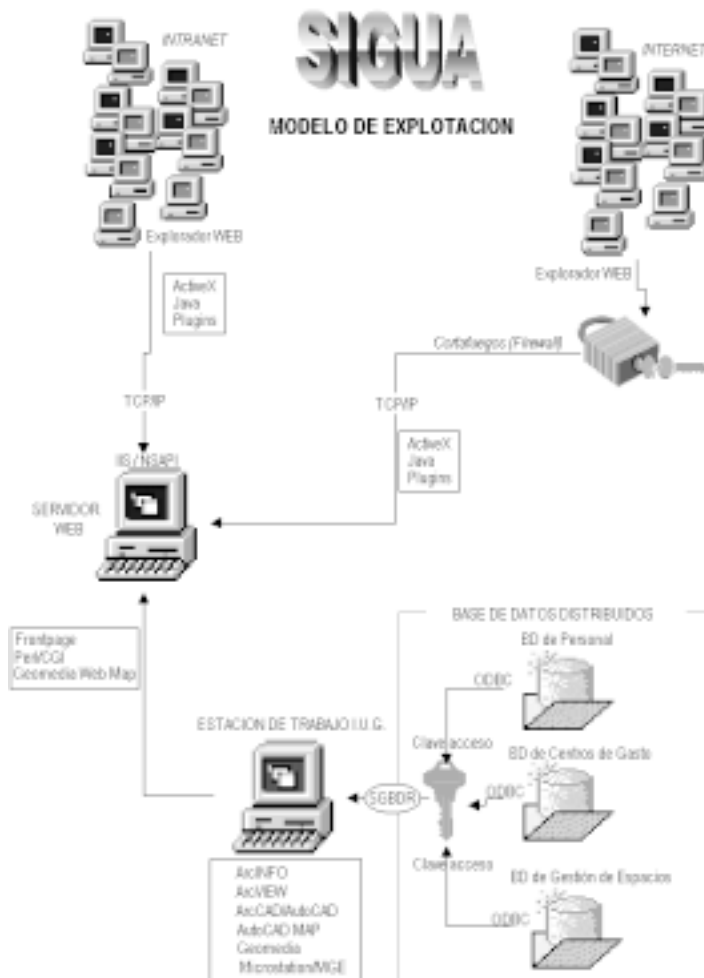 INTRANET
SIGUA
INTERNET
MODELO DE EXPLOTACION
Explorador WEB
Explorador WEB
ActiveX
Java
Plugins
Cortafuegos (Firewall)
TCP/IP
TCP/IP
IIS / NSAPI
ActiveX
Java
Plugins
SERVIDOR
WEB
BASE DE DATOS DISTRIBUIDOS
Frontpage
Perl/CGI
Geomedia Web Map
BD de Personal
ODBC
ESTACION DE TRABAJO I.U.G.
Clave acceso
BD de Centros de Gasto
SGBDR
ODBC
Clave acceso
BD de Gestión de Espacios
ODBC
ArcINFO
ArcVIEW
ArcCAD/AutoCAD
AutoCAD MAP
Geomedia
Microstation/MGE